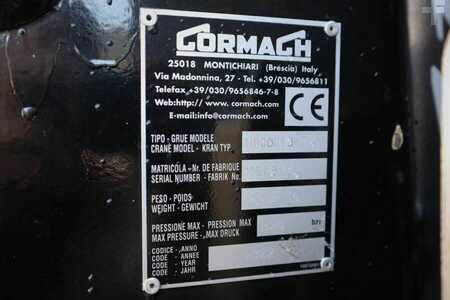 CORMACH
25018 MONTICHIARI (Brescia) Italy
Via Madonnina, 27 - Tel. +39/030/9656811
Telefax +39/030/9656846-7-8
Web:http://www.cormach.com
E-mail:info@cormach.com
CE
TIPO - GRUE MODELE
CRANE MODEL - KRAN TYP.
MATRICOLA - Nr. DE FABRIQUE
SERIAL NUMBER - FABRIK No.
PESO - POIDS
WEIGHT - GEWICHT
PRESSIONE MAX - PRESSION MAX
MAX PRESSURE - MAX DRUCK
CODICE - ANNO
CODE - ANNEE
CODE - YEAR
CODE - JAHR